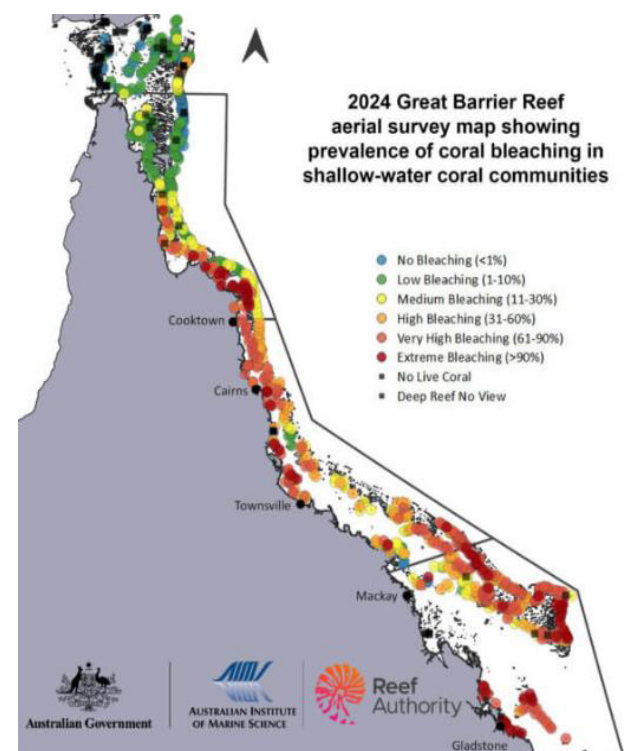 2024 Great Barrier Reef
aerial survey map showing
prevalence of coral bleaching in
shallow-water coral communities
No Bleaching (<1%)
Low Bleaching (1-10%)
Medium Bleaching (11-30%)
High Bleaching (31-60%)
Very High Bleaching (61-90%)
Extreme Bleaching (>90%)
No Live Coral
Deep Reef No View
Cooktown
Cairns
Townsville
Mackay
Gladstone
Australian Government
AIMS
AUSTRALIAN INSTITUTE
OF MARINE SCIENCE
Reef
Authority